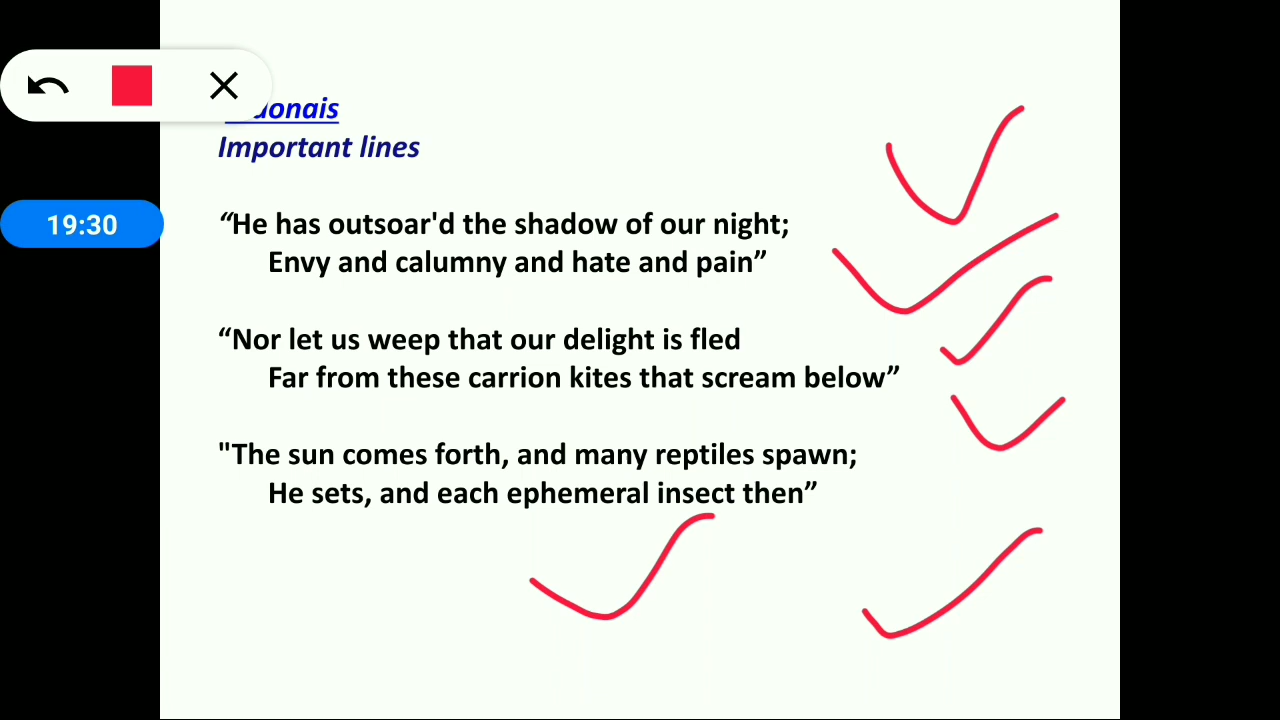 donais
Important lines
“He has outsoar'd the shadow of our night;
Envy and calumny and hate and pain”
19:30
“Nor let us weep that our delight is fled
Far from these carrion kites that scream below”
"The sun comes forth, and many reptiles spawn;
He sets, and each ephemeral insect then”